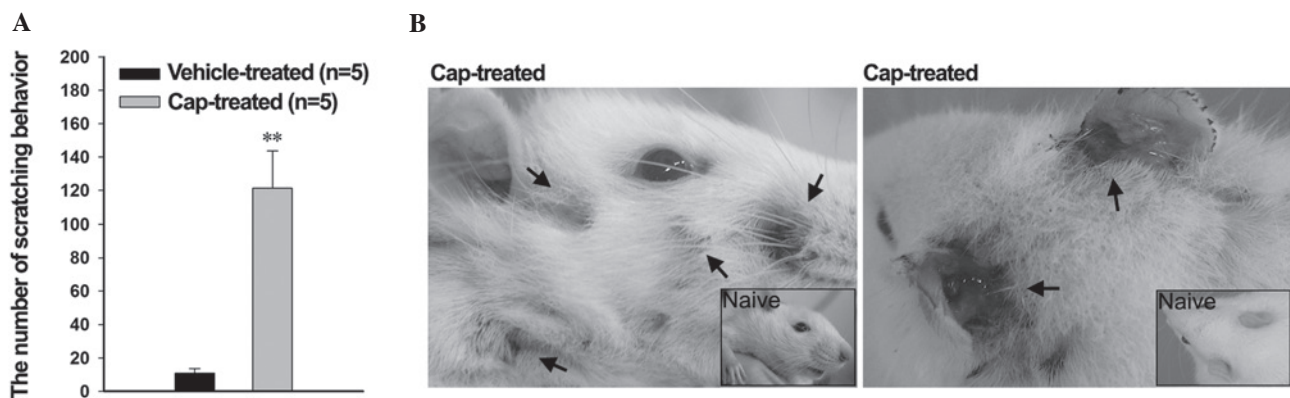 A
The number of scratching behavior
200
180
160
140
120
100
80
60
40
20
0
Vehicle-treated (n=5)
Cap-treated (n=5)
**
B
Cap-treated
Naive
Cap-treated
Naive